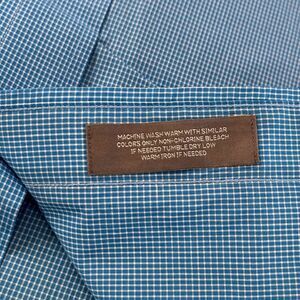 MACHINE WASH WARM WITH SIMILAR
COLORS ONLY NON-CHLORINE BLEACH
IF NEEDED TUMBLE DRY LOW
WARM IRON IF NEEDED